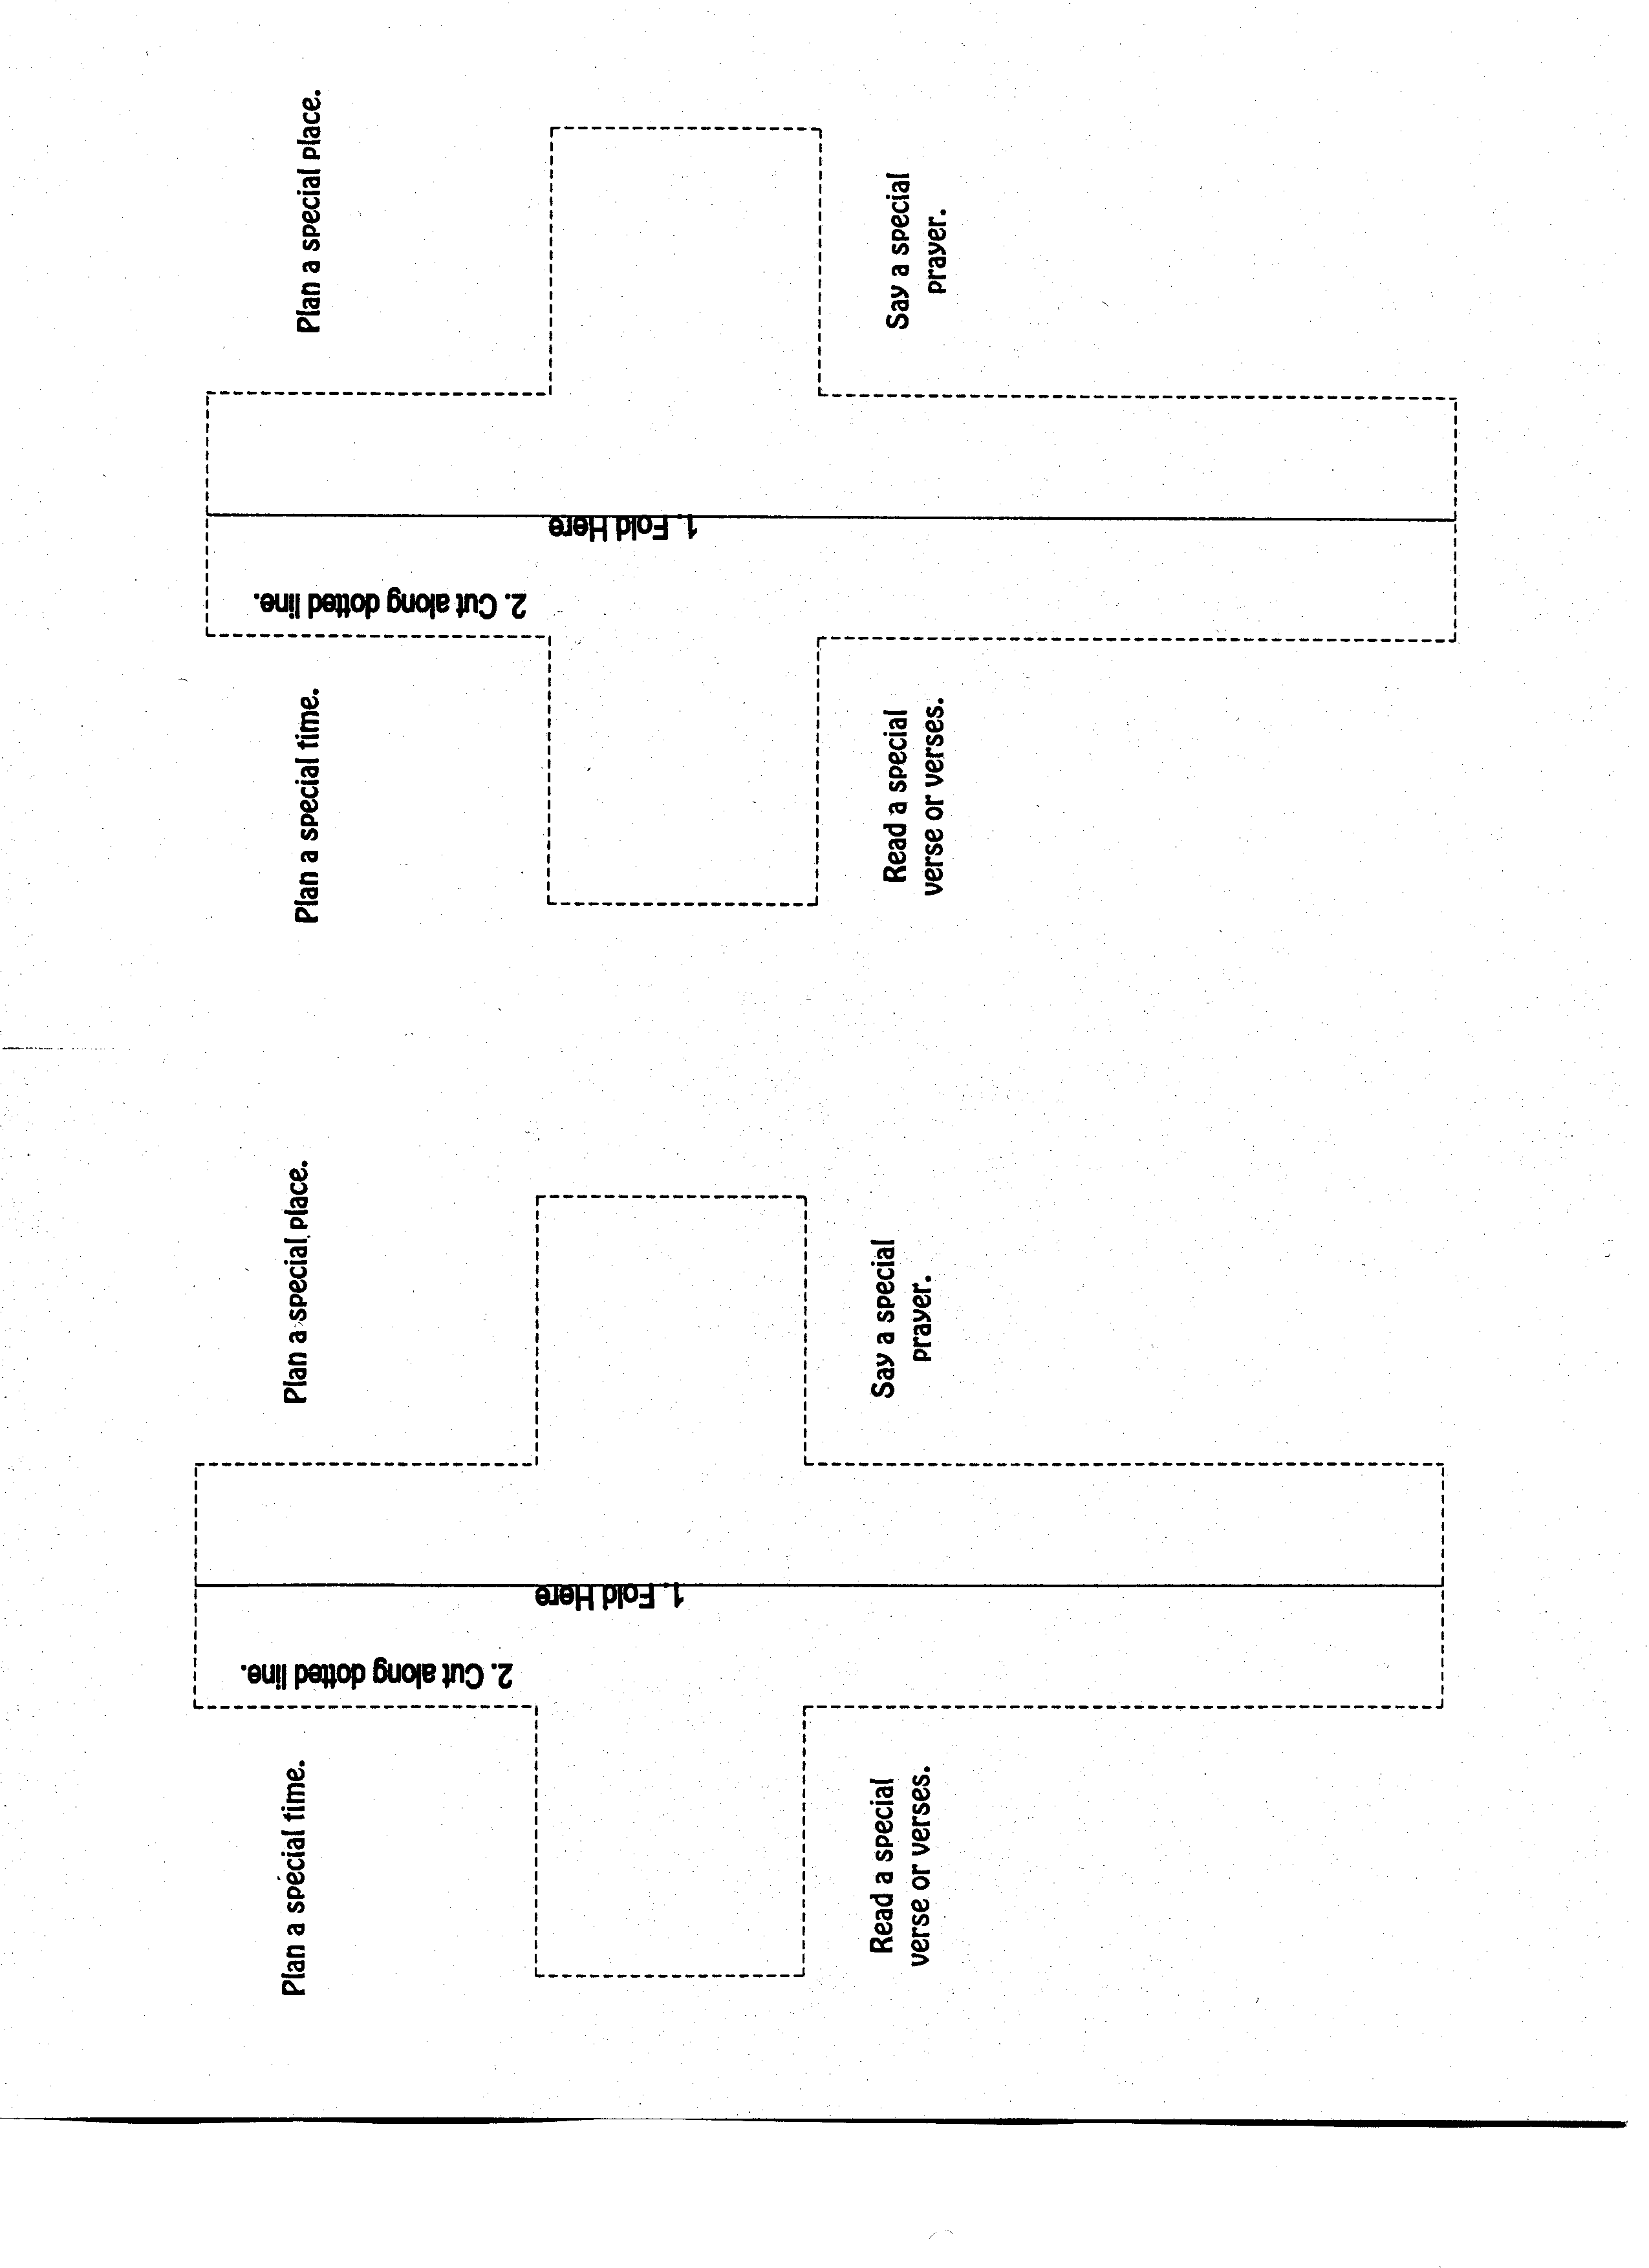 Plan a special time.
Plan a special place.
2. Cut along dotted line.
1. Fold Here
Read a special
verse or verses.
Say a special
prayer.
Plan a special time.
Plan a special place.
2. Cut along dotted line.
1. Fold Here
Read a special
verse or verses.
Say a special
prayer.